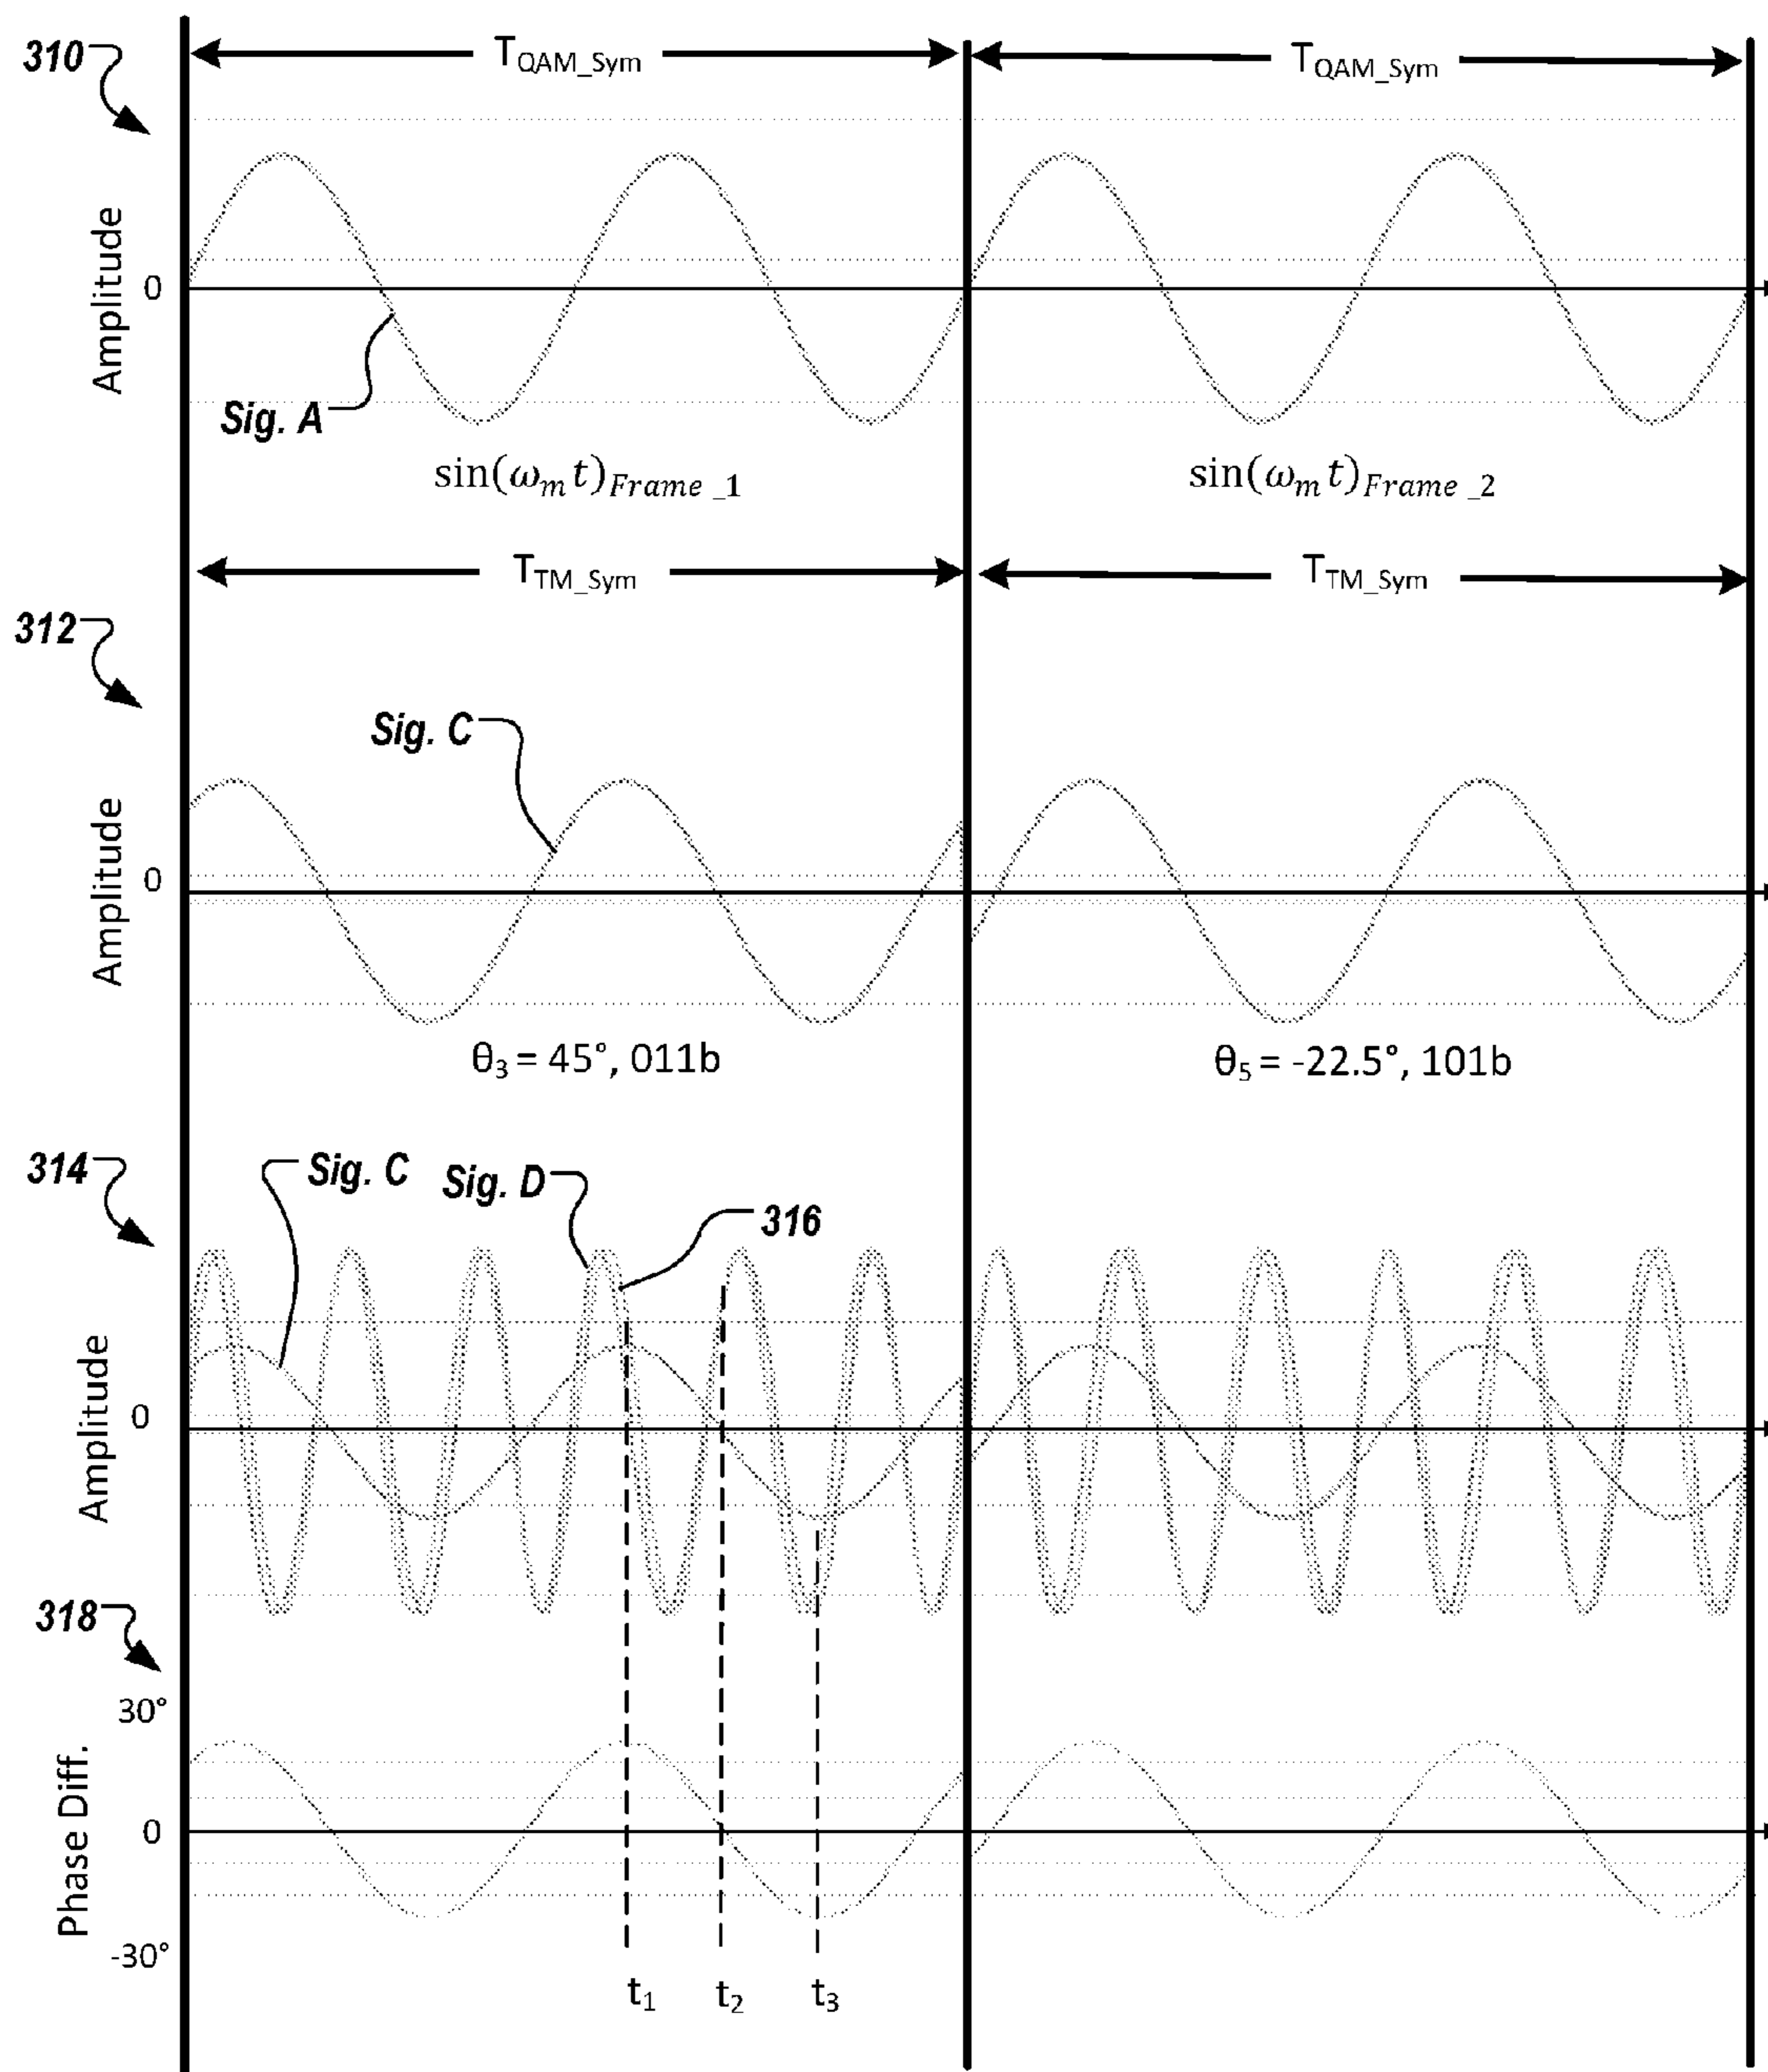 310
T_QAM_Sym
T_QAM_Sym
Amplitude
0
Sig. A
sin(ω_m t)_Frame_1
sin(ω_m t)_Frame_2
T_TM_Sym
T_TM_Sym
312
Sig. C
Amplitude
0
θ₃ = 45°, 011b
θ₅ = -22.5°, 101b
314
Sig. C
Sig. D
316
Amplitude
0
318
30°
Phase Diff.
0
-30°
t₁
t₂
t₃